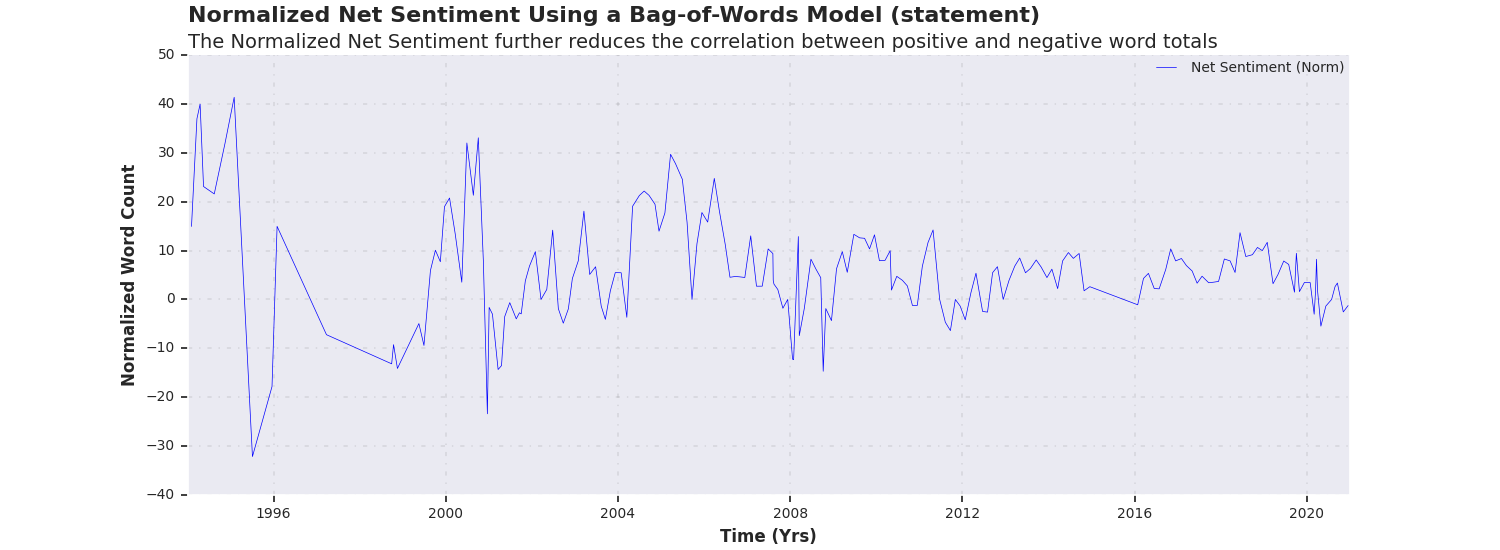 Normalized Net Sentiment Using a Bag-of-Words Model (statement)
The Normalized Net Sentiment further reduces the correlation between positive and negative word totals
Net Sentiment (Norm)
50
40
30
20
10
0
−10
−20
−30
−40
Normalized Word Count
1996 2000 2004 2008 2012 2016 2020
Time (Yrs)